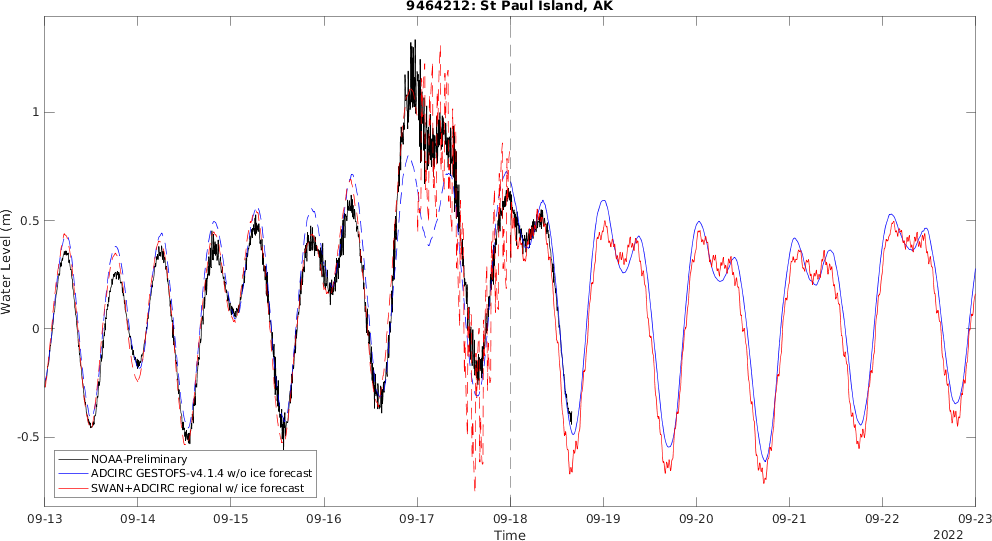 9464212: St Paul Island, AK
Water Level (m)
1
0.5
0
-0.5
NOAA-Preliminary
ADCIRC GESTOFS-v4.1.4 w/o ice forecast
SWAN+ADCIRC regional w/ ice forecast
09-13 09-14 09-15 09-16 09-17 09-18 09-19 09-20 09-21 09-22 09-23
Time
2022